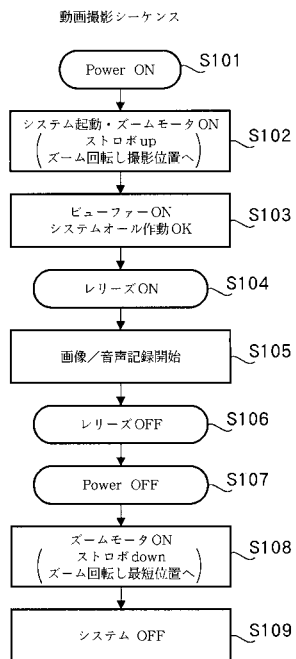 動画撮影シーケンス
Power ON
S101
システム起動・ズームモータON
ストロボup
(ズーム回転し撮影位置へ)
S102
ビューファーON
システムオール作動OK
S103
レリーズON
S104
画像／音声記録開始
S105
レリーズOFF
S106
Power OFF
S107
ズームモータON
ストロボdown
(ズーム回転し最短位置へ)
S108
システム OFF
S109